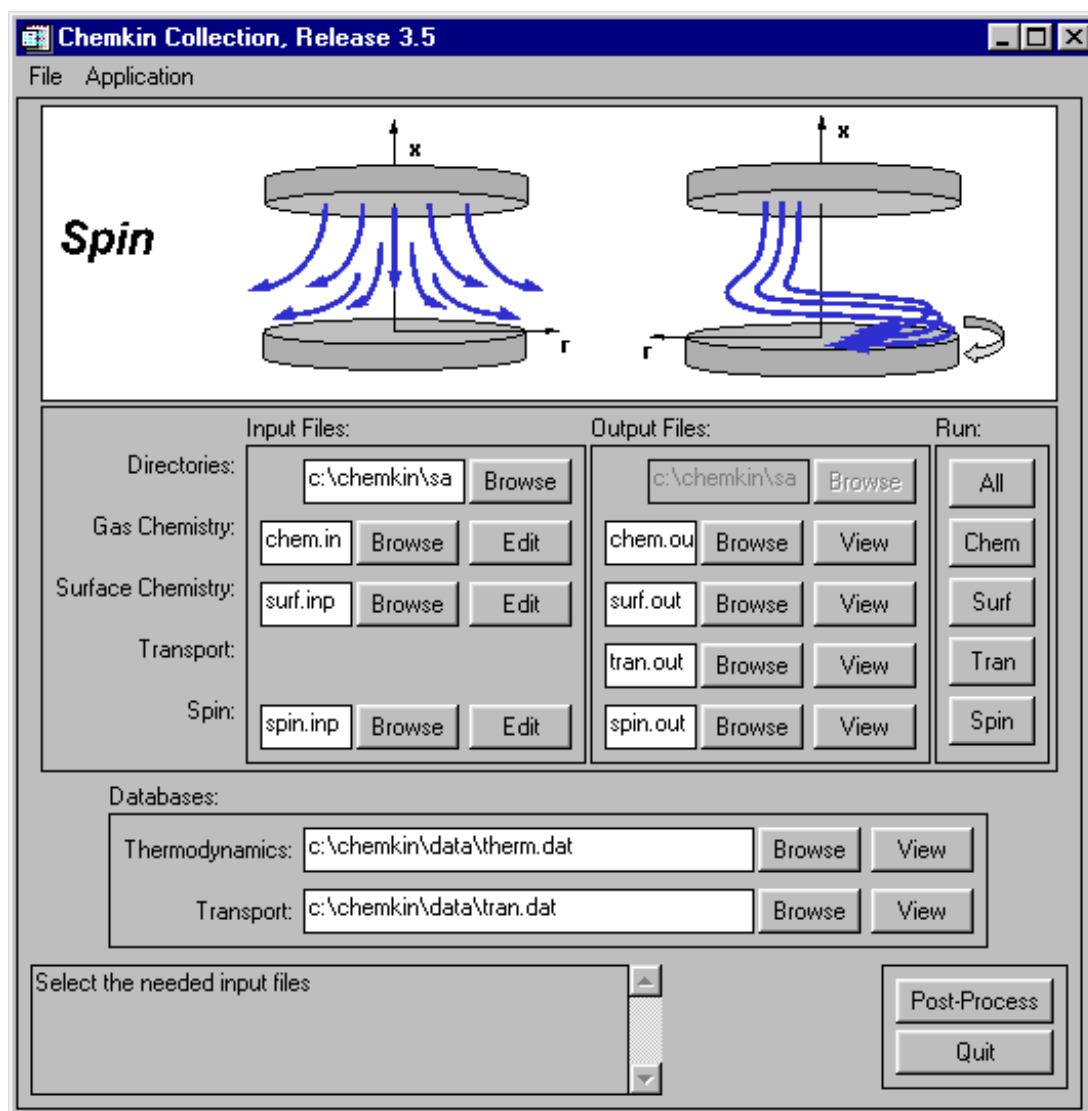 Chemkin Collection, Release 3.5
File Application
x
x
Spin
r
r
Input Files: Output Files: Run:
Directories: c:\chemkin\sa Browse c:\chemkin\sa Browse All
Gas Chemistry: chem.in Browse Edit chem.ou Browse View Chem
Surface Chemistry: surf.inp Browse Edit surf.out Browse View Surf
Transport: tran.out Browse View Tran
Spin: spin.inp Browse Edit spin.out Browse View Spin
Databases:
Thermodynamics: c:\chemkin\data\therm.dat Browse View
Transport: c:\chemkin\data\tran.dat Browse View
Select the needed input files
Post-Process
Quit